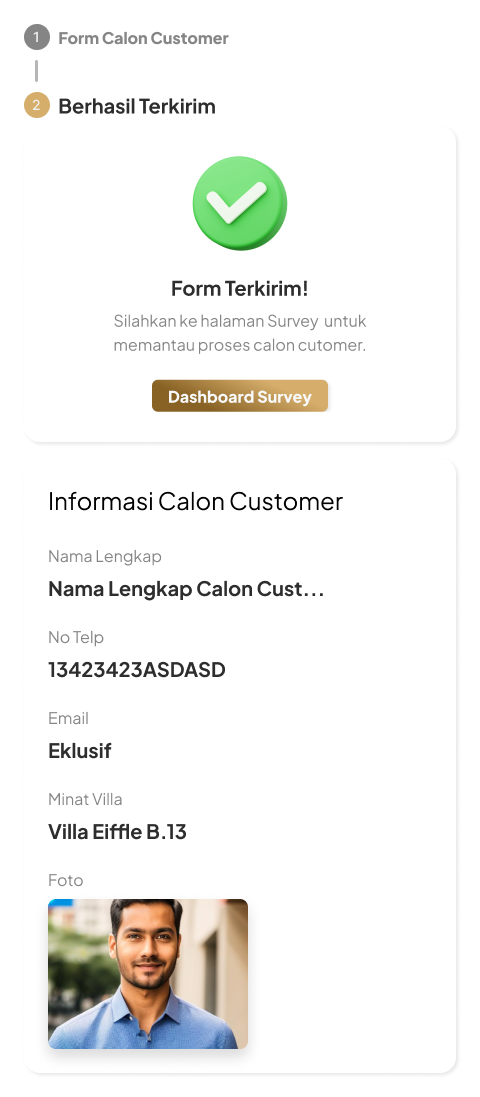 1 Form Calon Customer
2 Berhasil Terkirim
Form Terkirim!
Silahkan ke halaman Survey untuk
memantau proses calon cutomer.
Dashboard Survey
Informasi Calon Customer
Nama Lengkap
Nama Lengkap Calon Cust...
No Telp
13423423ASDASD
Email
Eklusif
Minat Villa
Villa Eiffle B.13
Foto